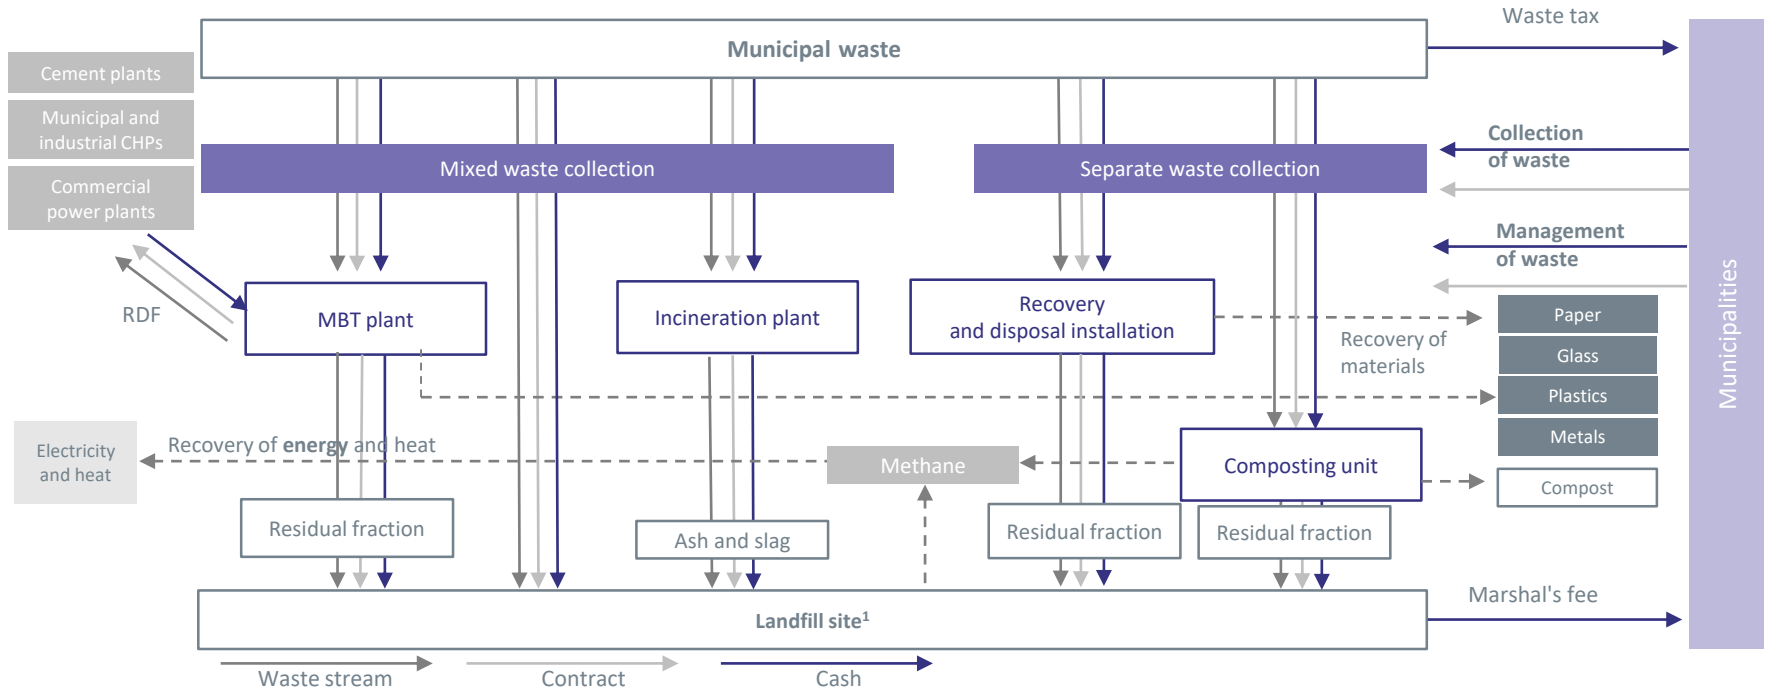 Waste tax
Municipal waste
Cement plants
Municipal and
industrial CHPs
Commercial
power plants
Mixed waste collection
Separate waste collection
Collection
of waste
Management
of waste
Municipalities
RDF
MBT plant
Incineration plant
Recovery
and disposal installation
Recovery of
materials
Paper
Glass
Plastics
Metals
Compost
Electricity
and heat
Recovery of energy and heat
Methane
Composting unit
Residual fraction
Ash and slag
Residual fraction
Residual fraction
Landfill site¹
Marshal's fee
Waste stream
Contract
Cash